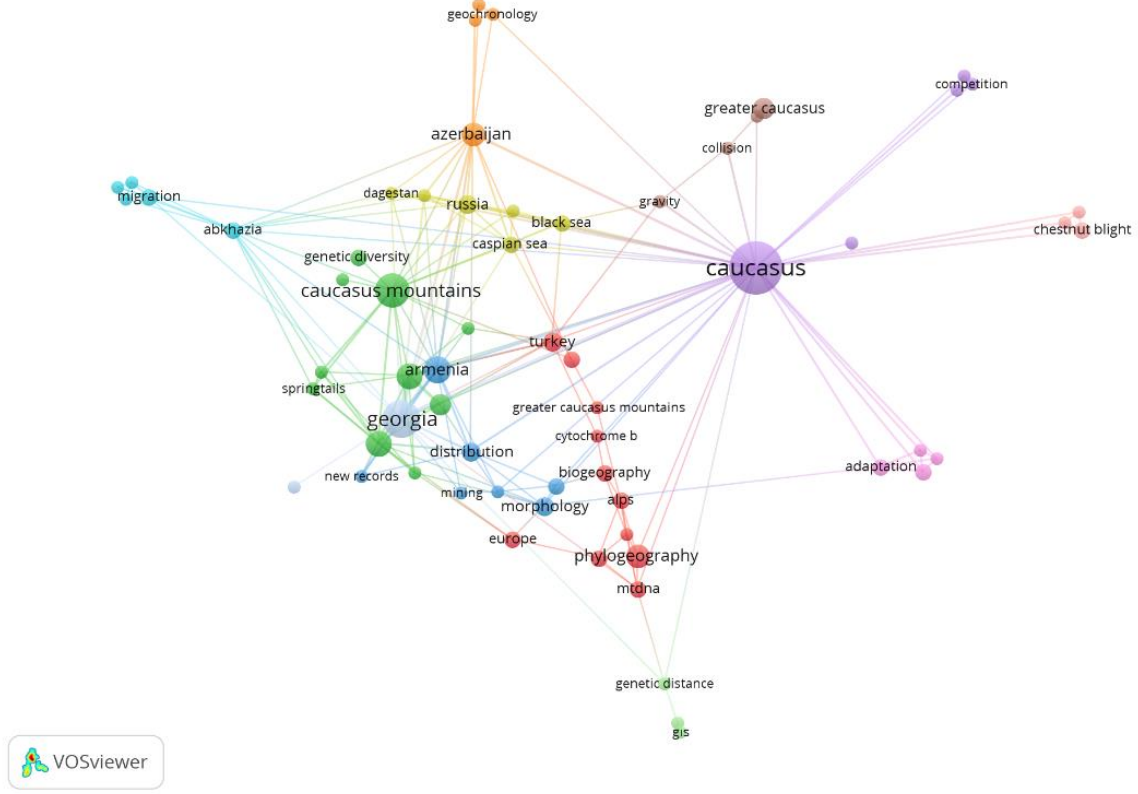 geochronology
competition
greater caucasus
azerbaijan
collision
migration
dagestan
russia
gravity
black sea
abkhazia
chestnut blight
caspian sea
genetic diversity
caucasus
caucasus mountains
turkey
armenia
springtails
greater caucasus mountains
georgia
cytochrome b
distribution
adaptation
biogeography
new records
mining
alps
morphology
europe
phylogeography
mtdna
genetic distance
gis
VOSviewer